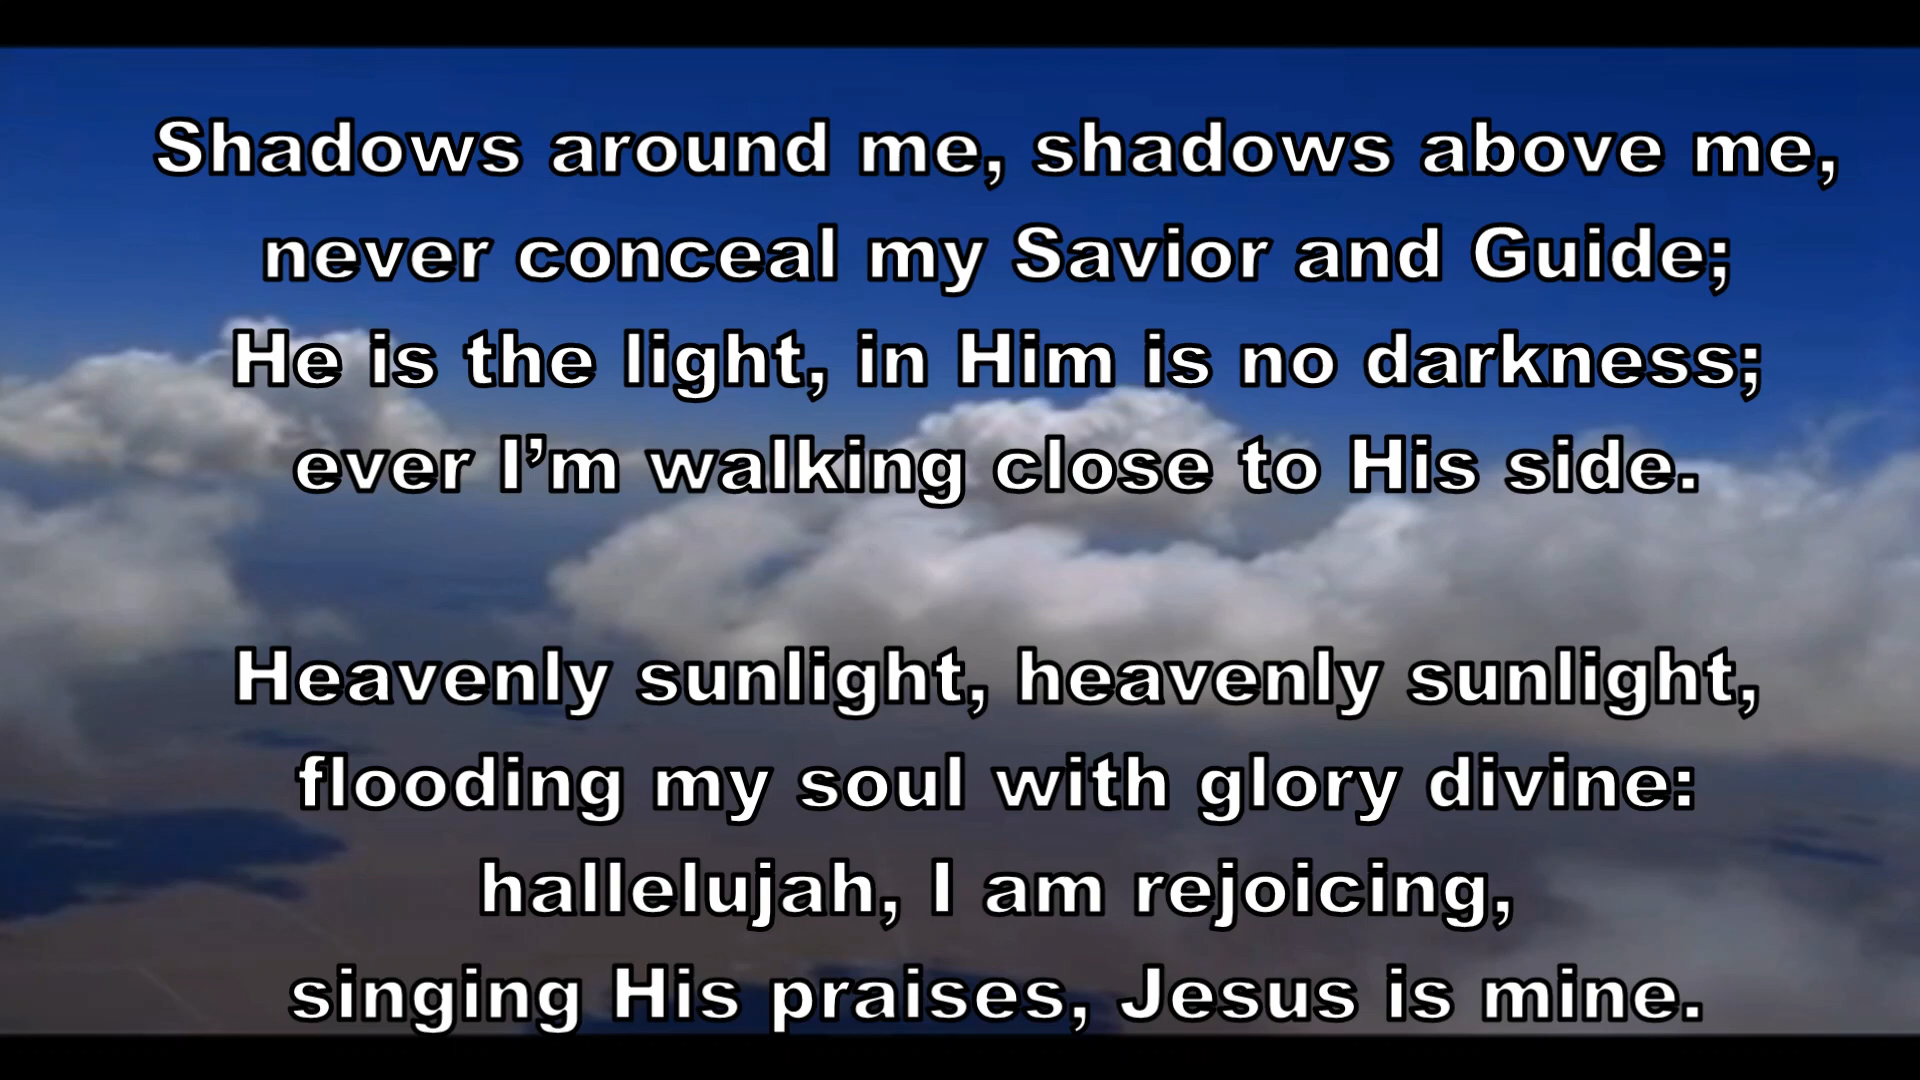 Shadows around me, shadows above me,
never conceal my Savior and Guide;
He is the light, in Him is no darkness;
ever I’m walking close to His side.
Heavenly sunlight, heavenly sunlight,
flooding my soul with glory divine:
hallelujah, I am rejoicing,
singing His praises, Jesus is mine.